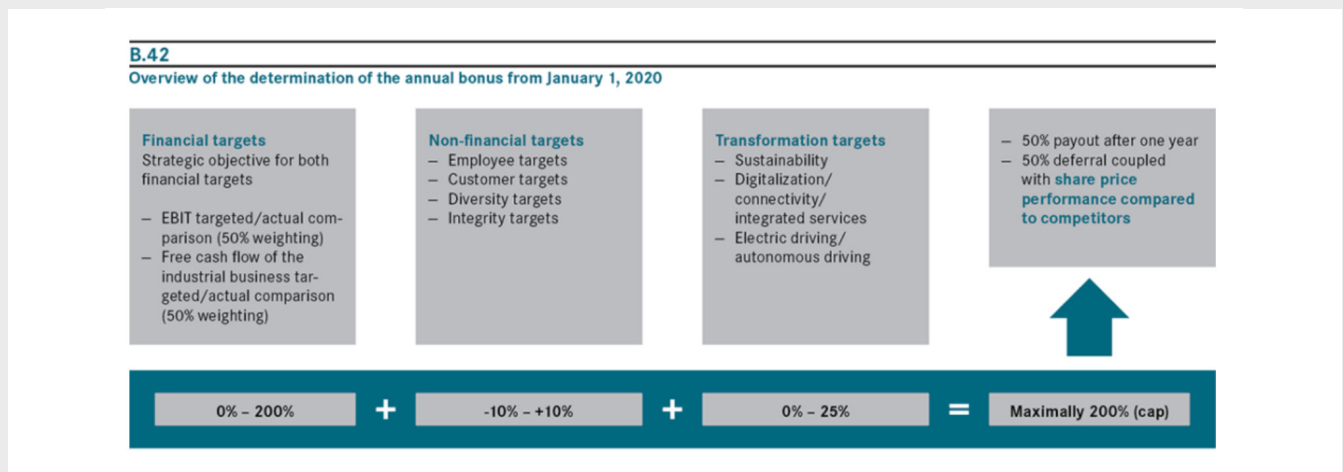 B.42
Overview of the determination of the annual bonus from January 1, 2020
Financial targets
Strategic objective for both
financial targets
– EBIT targeted/actual com-
parison (50% weighting)
– Free cash flow of the
industrial business tar-
geted/actual comparison
(50% weighting)
Non-financial targets
– Employee targets
– Customer targets
– Diversity targets
– Integrity targets
Transformation targets
– Sustainability
– Digitalization/
connectivity/
integrated services
– Electric driving/
autonomous driving
– 50% payout after one year
– 50% deferral coupled
with share price
performance compared
to competitors
0% – 200%
+
-10% – +10%
+
0% – 25%
=
Maximally 200% (cap)